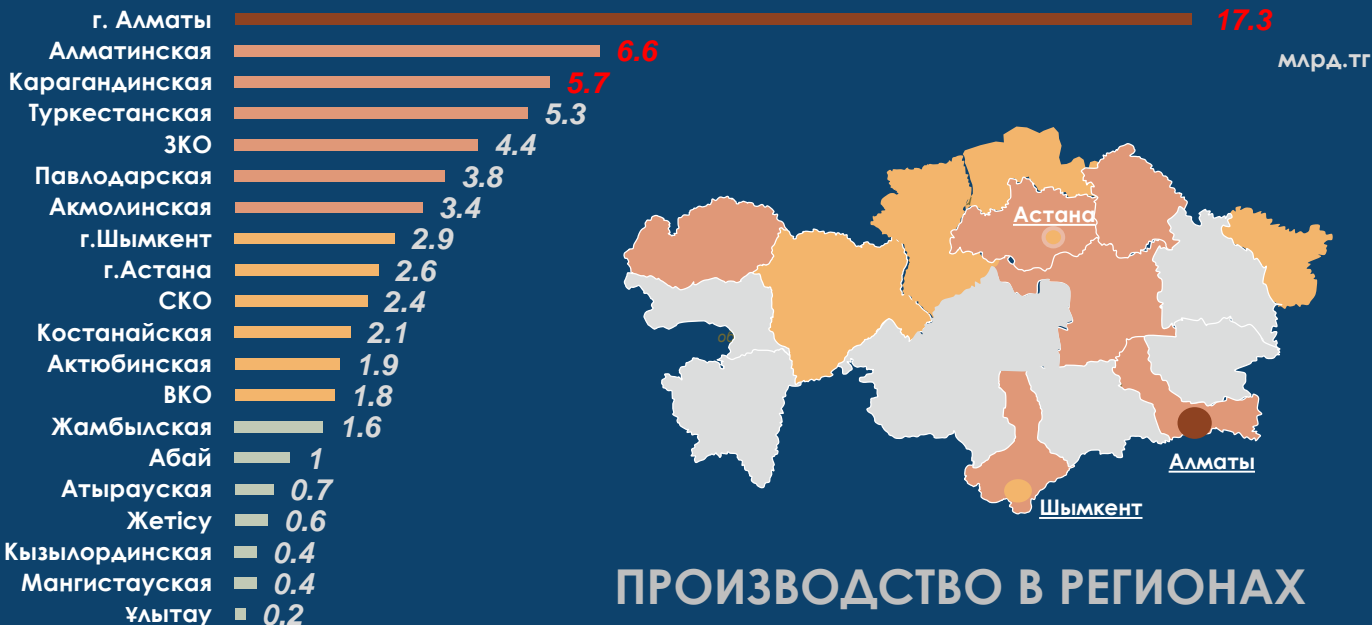 г. Алматы 17.3
Алматинская 6.6
млрд.тг
Карагандинская 5.7
Туркестанская 5.3
ЗКО 4.4
Павлодарская 3.8
Акмолинская 3.4
г.Шымкент 2.9
г.Астана 2.6
СКО 2.4
Костанайская 2.1
Актюбинская 1.9
ВКО 1.8
Жамбылская 1.6
Абай 1
Атырауская 0.7
Жетісу 0.6
Кызылординская 0.4
Мангистауская 0.4
Ұлытау 0.2
Астана
Алматы
Шымкент
ПРОИЗВОДСТВО В РЕГИОНАХ